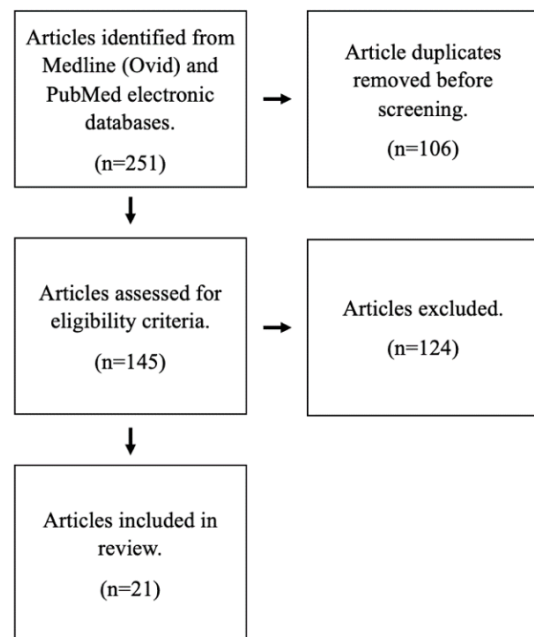 Articles identified from
Medline (Ovid) and
PubMed electronic
databases.
(n=251)
Article duplicates
removed before
screening.
(n=106)
Articles assessed for
eligibility criteria.
(n=145)
Articles excluded.
(n=124)
Articles included in
review.
(n=21)